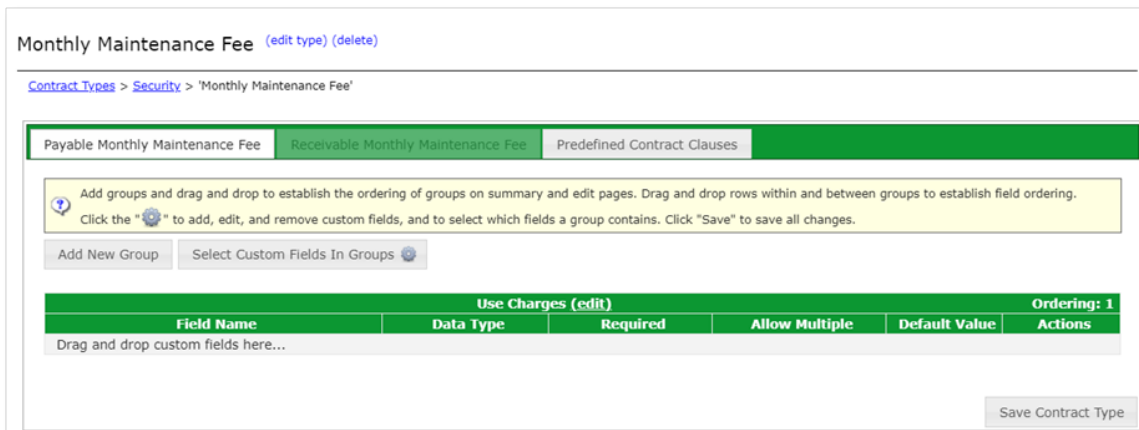 Monthly Maintenance Fee (edit type) (delete)
Contract Types > Security > 'Monthly Maintenance Fee'
Payable Monthly Maintenance Fee Receivable Monthly Maintenance Fee Predefined Contract Clauses
Add groups and drag and drop to establish the ordering of groups on summary and edit pages. Drag and drop rows within and between groups to establish field ordering.
Click the " " to add, edit, and remove custom fields, and to select which fields a group contains. Click "Save" to save all changes.
Add New Group Select Custom Fields In Groups
Use Charges (edit) Ordering: 1
Field Name Data Type Required Allow Multiple Default Value Actions
Drag and drop custom fields here...
Save Contract Type